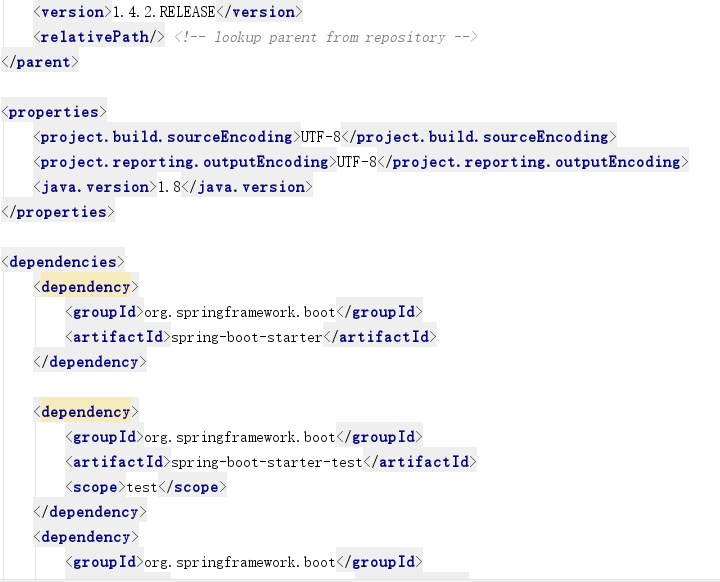 <version>1.4.2.RELEASE</version>
<relativePath/> <!-- lookup parent from repository -->
</parent>
<properties>
<project.build.sourceEncoding>UTF-8</project.build.sourceEncoding>
<project.reporting.outputEncoding>UTF-8</project.reporting.outputEncoding>
<java.version>1.8</java.version>
</properties>
<dependencies>
<dependency>
<groupId>org.springframework.boot</groupId>
<artifactId>spring-boot-starter</artifactId>
</dependency>
<dependency>
<groupId>org.springframework.boot</groupId>
<artifactId>spring-boot-starter-test</artifactId>
<scope>test</scope>
</dependency>
<dependency>
<groupId>org.springframework.boot</groupId>